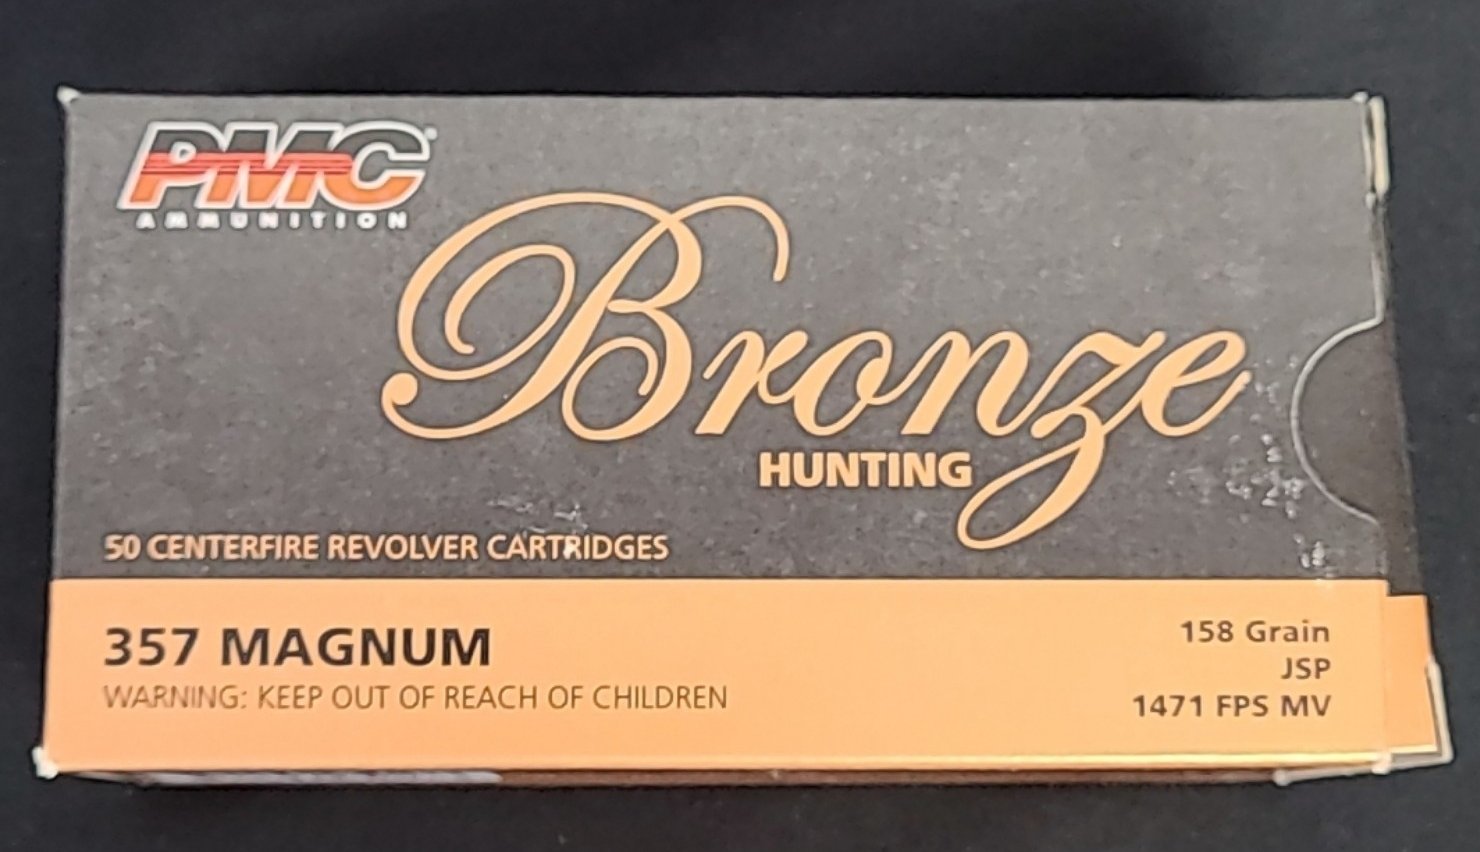 PMC
AMMUNITION
Bronze
HUNTING
50 CENTERFIRE REVOLVER CARTRIDGES
357 MAGNUM
WARNING: KEEP OUT OF REACH OF CHILDREN
158 Grain
JSP
1471 FPS MV